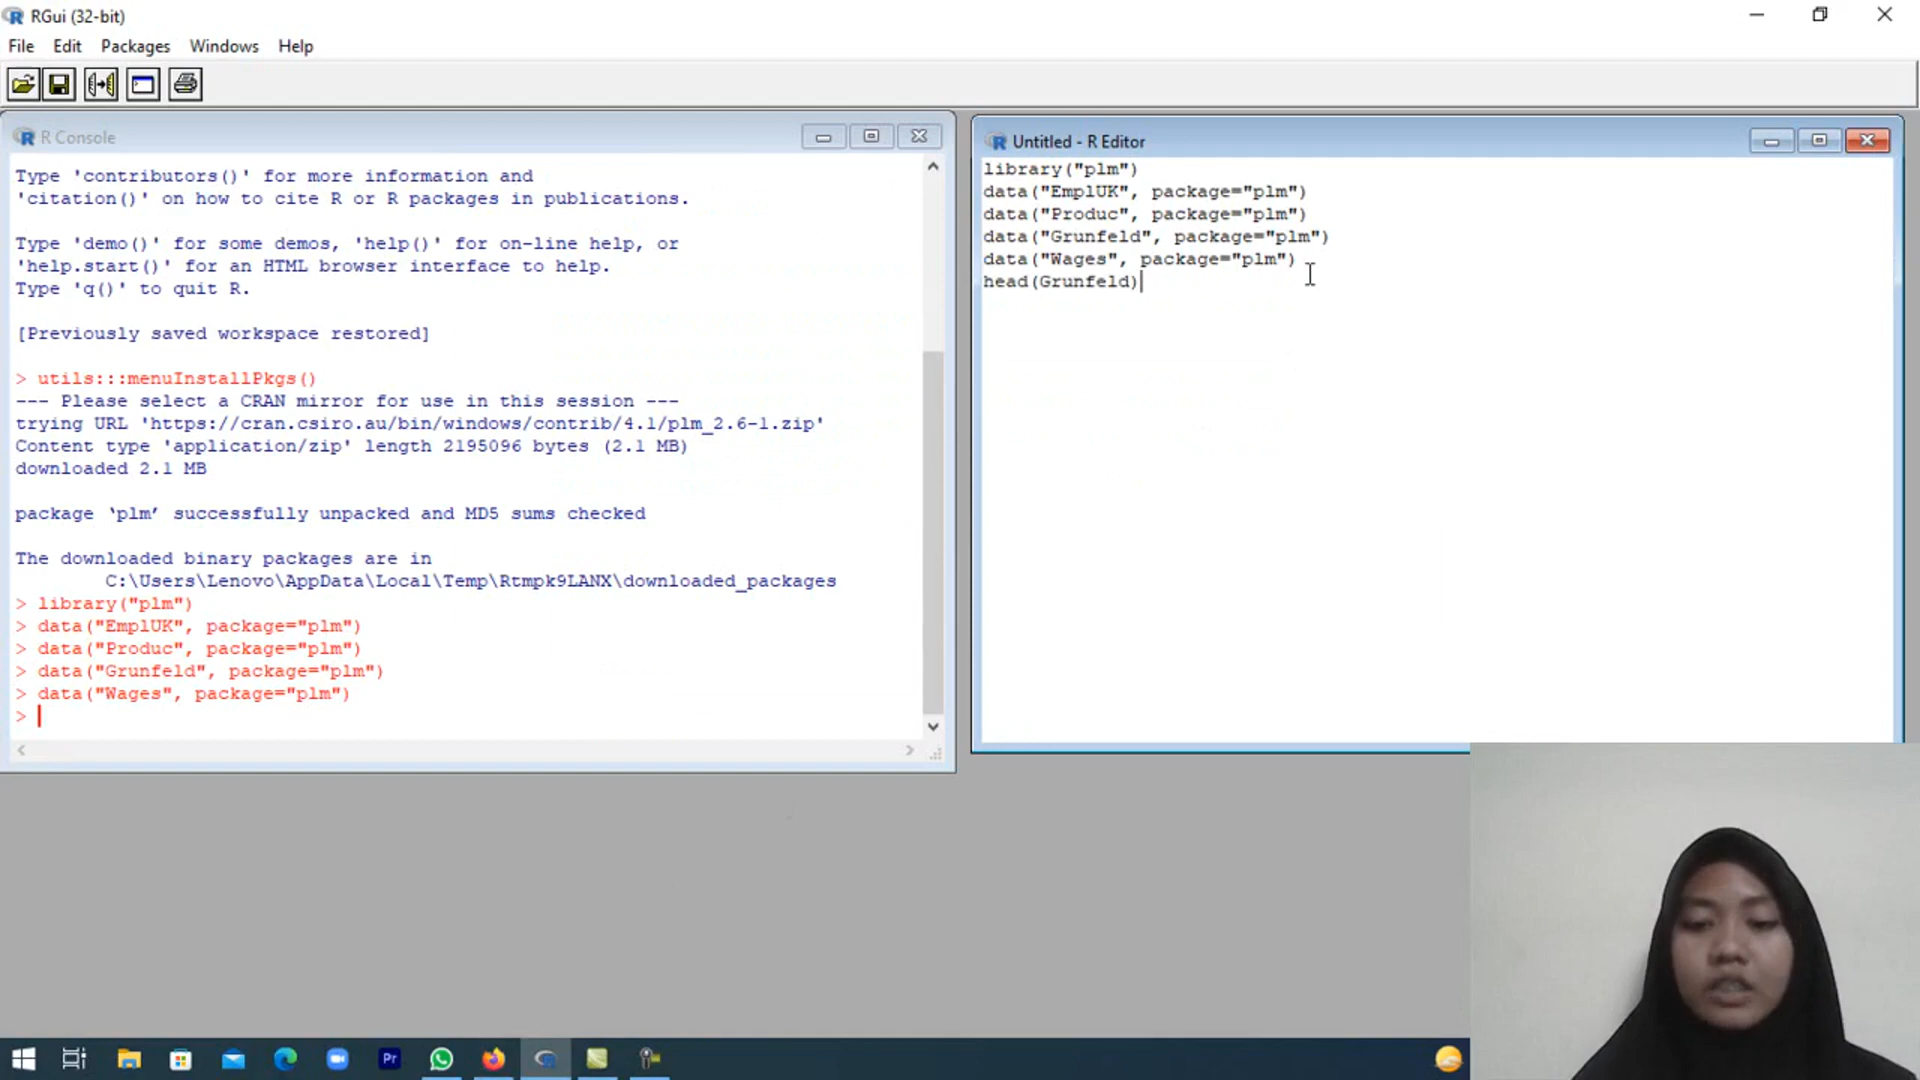 RGui (32-bit)
File Edit Packages Windows Help
R Console
Type 'contributors()' for more information and
'citation()' on how to cite R or R packages in publications.
Type 'demo()' for some demos, 'help()' for on-line help, or
'help.start()' for an HTML browser interface to help.
Type 'q()' to quit R.
[Previously saved workspace restored]
> utils:::menuInstallPkgs()
--- Please select a CRAN mirror for use in this session ---
trying URL 'https://cran.csiro.au/bin/windows/contrib/4.1/plm_2.6-1.zip'
Content type 'application/zip' length 2195096 bytes (2.1 MB)
downloaded 2.1 MB
package ‘plm’ successfully unpacked and MD5 sums checked
The downloaded binary packages are in
C:\Users\Lenovo\AppData\Local\Temp\Rtmpk9LANX\downloaded_packages
> library("plm")
> data("EmplUK", package="plm")
> data("Produc", package="plm")
> data("Grunfeld", package="plm")
> data("Wages", package="plm")
>
Untitled - R Editor
library("plm")
data("EmplUK", package="plm")
data("Produc", package="plm")
data("Grunfeld", package="plm")
data("Wages", package="plm")
head(Grunfeld)
Pr